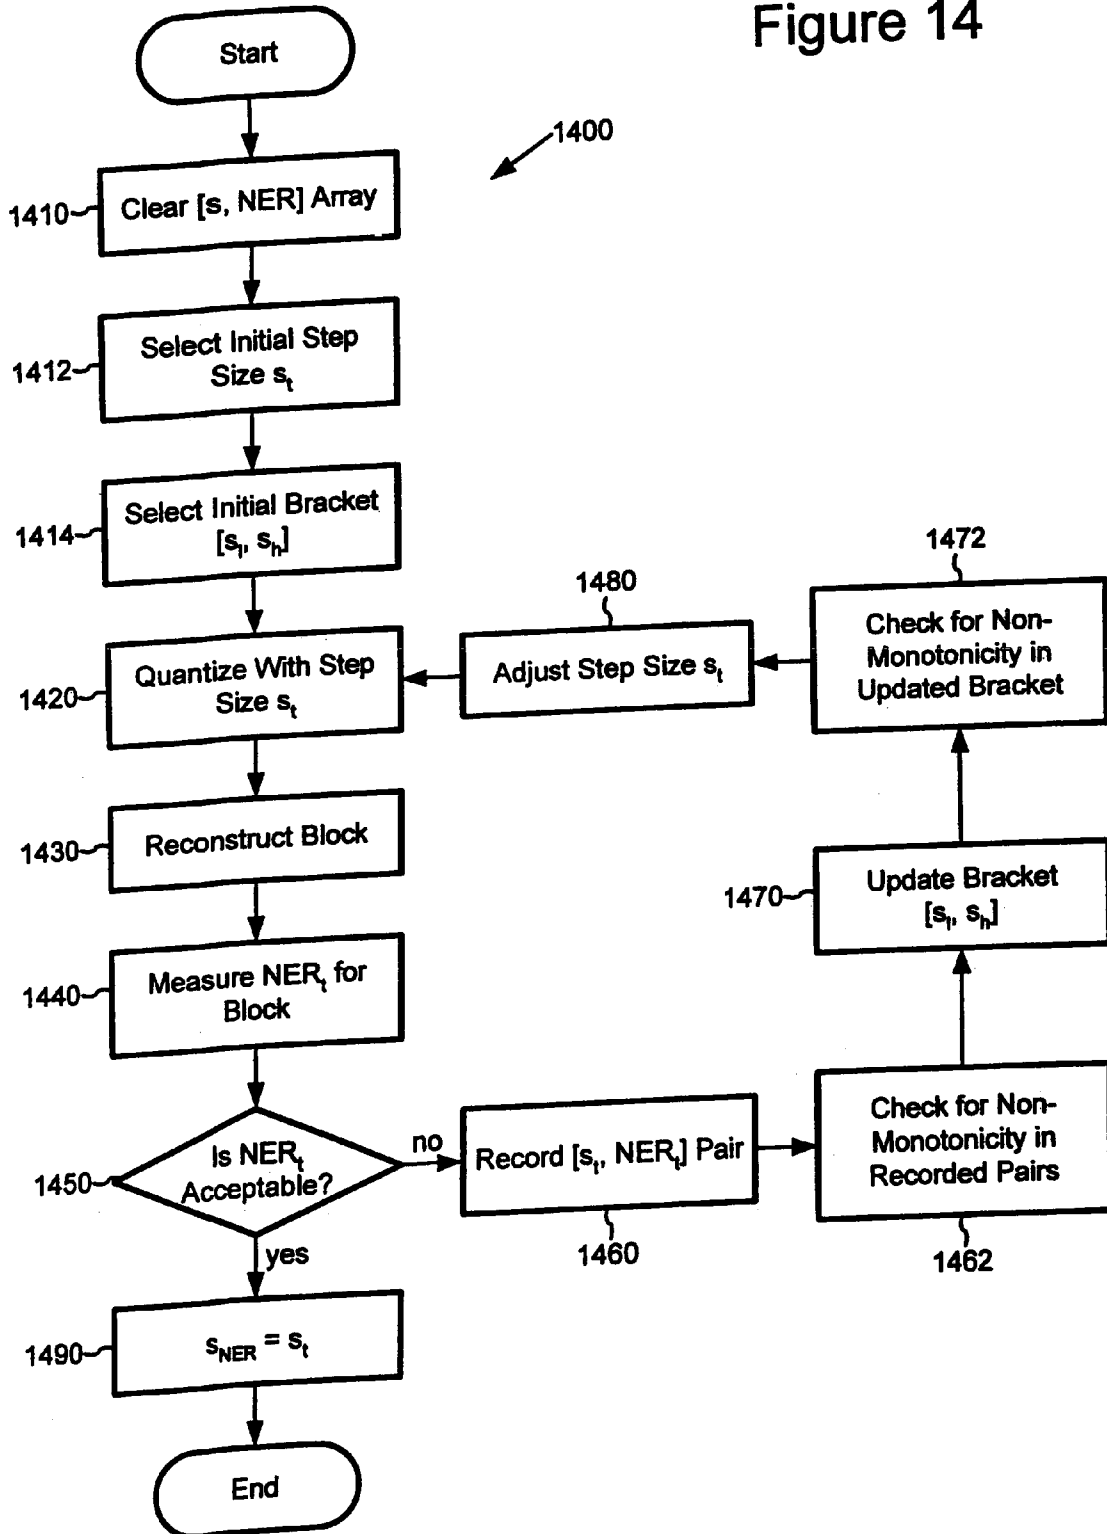 Figure 14
Start
1400
1410
Clear [s, NER] Array
1412
Select Initial Step
Size sₜ
1414
Select Initial Bracket
[sₗ, sₕ]
1420
Quantize With Step
Size sₜ
1480
Adjust Step Size sₜ
1472
Check for Non-
Monotonicity in
Updated Bracket
1430
Reconstruct Block
1470
Update Bracket
[sₗ, sₕ]
1440
Measure NERₜ for
Block
1450
Is NERₜ
Acceptable?
no
yes
Record [sₜ, NERₜ] Pair
1460
Check for Non-
Monotonicity in
Recorded Pairs
1462
1490
s_NER = sₜ
End